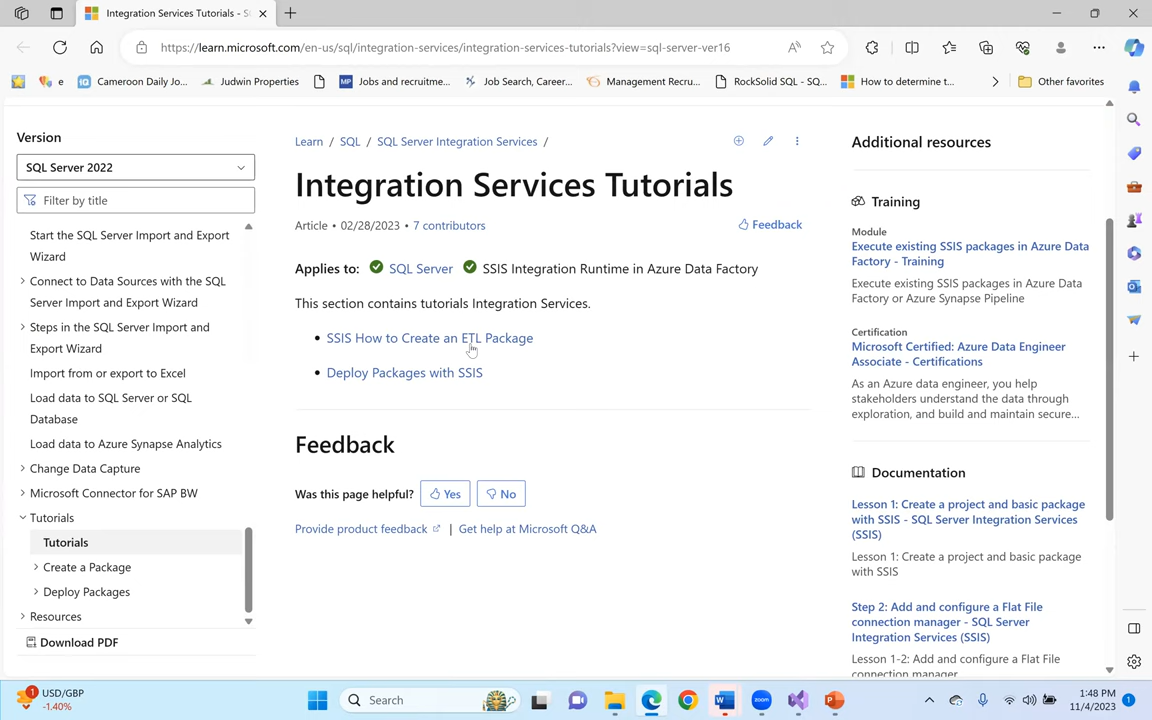 Integration Services Tutorials - S
https://learn.microsoft.com/en-us/sql/integration-services/integration-services-tutorials?view=sql-server-ver16
e
Cameroon Daily Jo...
Judwin Properties
MP
Jobs and recruitme...
Job Search, Career...
Management Recru...
RockSolid SQL - SQ...
How to determine t...
Other favorites
Version
SQL Server 2022
Filter by title
Start the SQL Server Import and Export
Wizard
Connect to Data Sources with the SQL
Server Import and Export Wizard
Steps in the SQL Server Import and
Export Wizard
Import from or export to Excel
Load data to SQL Server or SQL
Database
Load data to Azure Synapse Analytics
Change Data Capture
Microsoft Connector for SAP BW
Tutorials
Tutorials
Create a Package
Deploy Packages
Resources
Download PDF
Learn / SQL / SQL Server Integration Services /
Integration Services Tutorials
Article • 02/28/2023 • 7 contributors
Feedback
Applies to: SQL Server SSIS Integration Runtime in Azure Data Factory
This section contains tutorials Integration Services.
• SSIS How to Create an ETL Package
• Deploy Packages with SSIS
Feedback
Was this page helpful? Yes No
Provide product feedback | Get help at Microsoft Q&A
Additional resources
Training
Module
Execute existing SSIS packages in Azure Data
Factory - Training
Execute existing SSIS packages in Azure Data
Factory or Azure Synapse Pipeline
Certification
Microsoft Certified: Azure Data Engineer
Associate - Certifications
As an Azure data engineer, you help
stakeholders understand the data through
exploration, and build and maintain secure...
Documentation
Lesson 1: Create a project and basic package
with SSIS - SQL Server Integration Services
(SSIS)
Lesson 1: Create a project and basic package
with SSIS
Step 2: Add and configure a Flat File
connection manager - SQL Server
Integration Services (SSIS)
Lesson 1-2: Add and configure a Flat File
connection manager
1
USD/GBP
-1.40%
Search
zoom
1:48 PM
11/4/2023
1